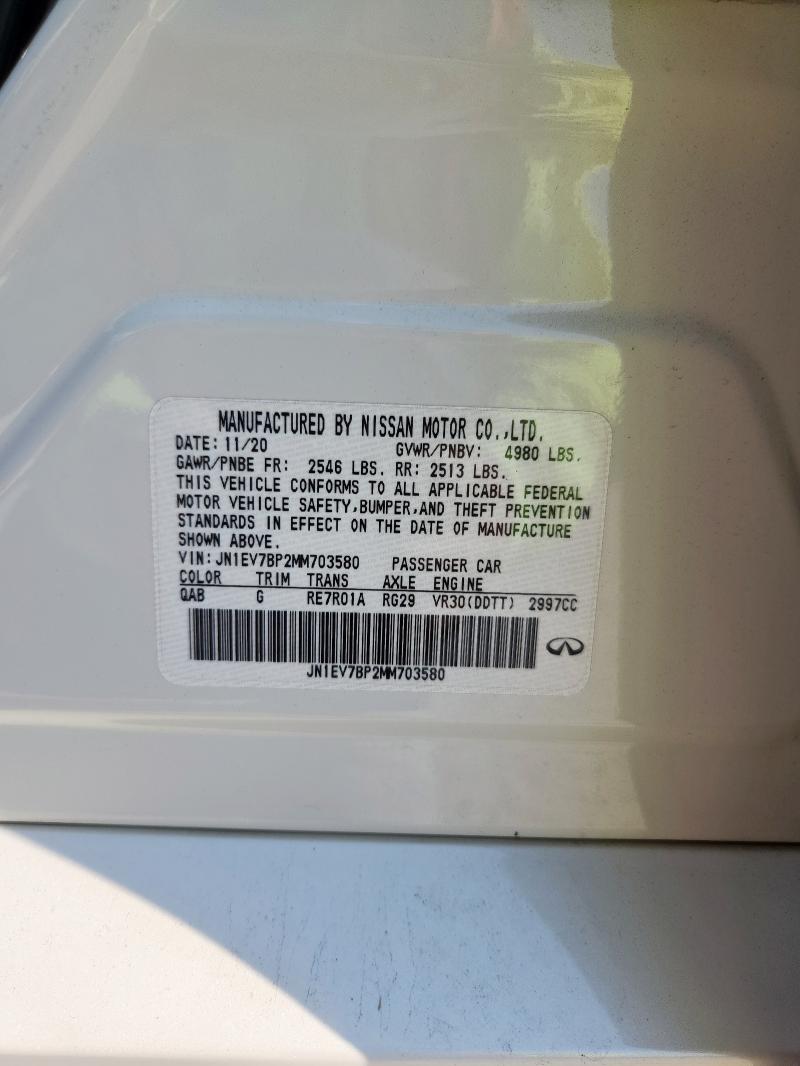 MANUFACTURED BY NISSAN MOTOR CO.,LTD.
DATE: 11/20 GVWR/PNBV: 4980 LBS.
GAWR/PNBE FR: 2546 LBS. RR: 2513 LBS.
THIS VEHICLE CONFORMS TO ALL APPLICABLE FEDERAL
MOTOR VEHICLE SAFETY,BUMPER,AND THEFT PREVENTION
STANDARDS IN EFFECT ON THE DATE OF MANUFACTURE
SHOWN ABOVE.
VIN: JN1EV7BP2MM703580 PASSENGER CAR
COLOR TRIM TRANS AXLE ENGINE
QAB G RE7R01A RG29 VR30(DDTT) 2997CC
JN1EV7BP2MM703580